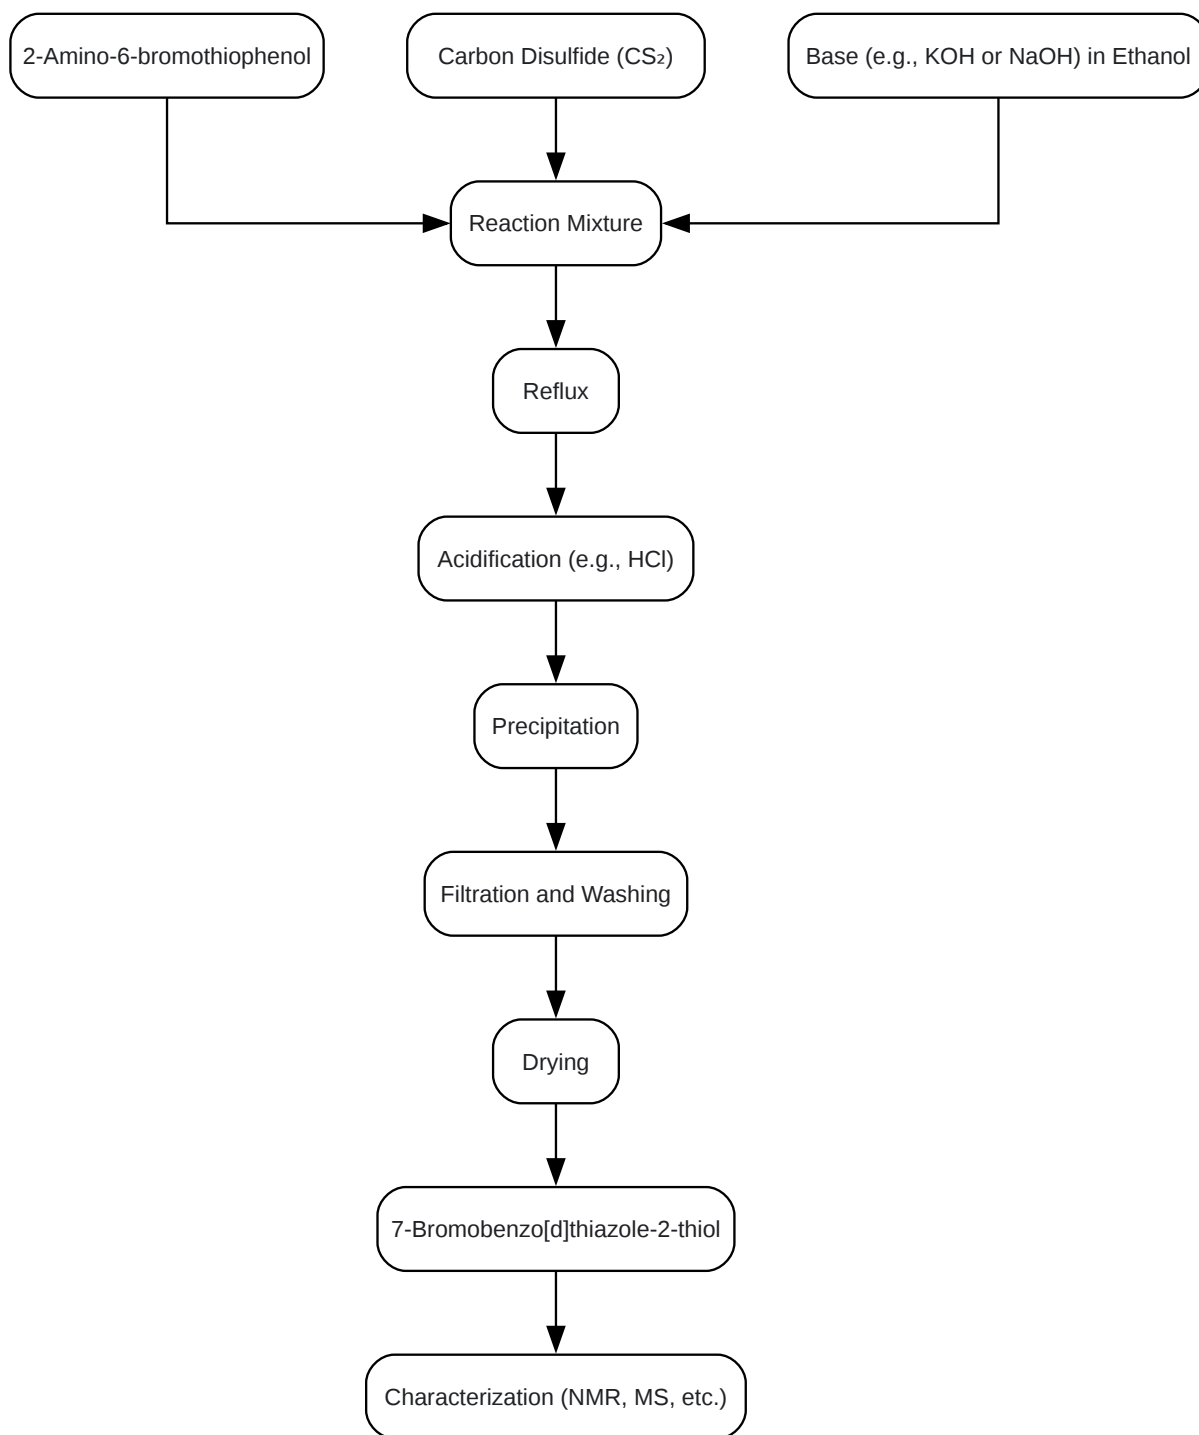 2-Amino-6-bromothiophenol
Carbon Disulfide (CS₂)
Base (e.g., KOH or NaOH) in Ethanol
Reaction Mixture
Reflux
Acidification (e.g., HCl)
Precipitation
Filtration and Washing
Drying
7-Bromobenzo[d]thiazole-2-thiol
Characterization (NMR, MS, etc.)